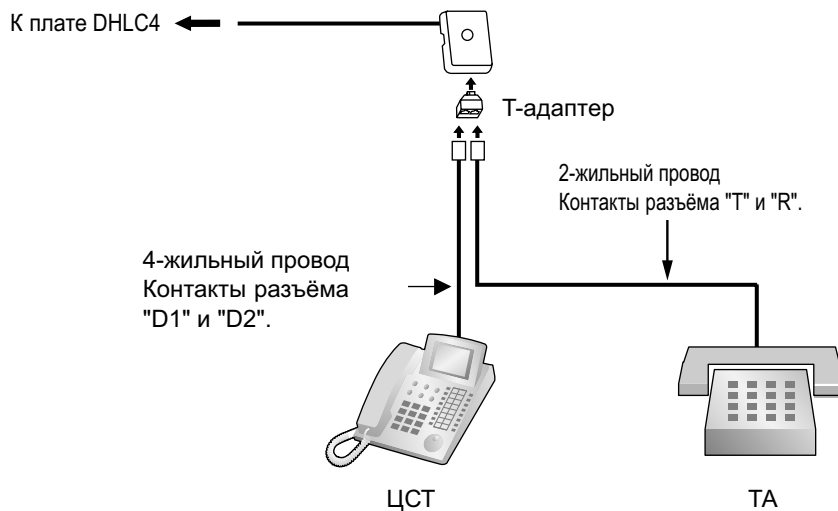 К плате DHLC4
Т-адаптер
2-жильный провод
Контакты разъёма "T" и "R".
4-жильный провод
Контакты разъёма
"D1" и "D2".
ЦСТ
ТА